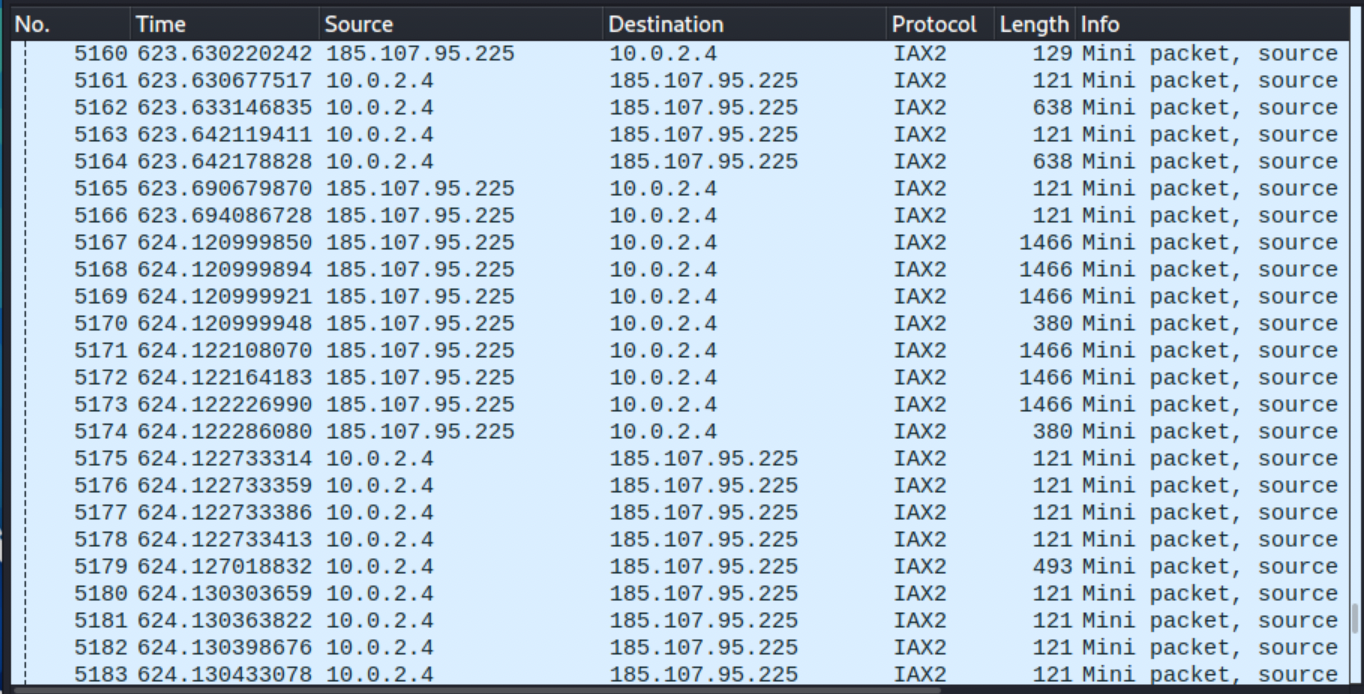 No. Time Source Destination Protocol Length Info
5160 623.630220242 185.107.95.225 10.0.2.4 IAX2 129 Mini packet, source
5161 623.630677517 10.0.2.4 185.107.95.225 IAX2 121 Mini packet, source
5162 623.633146835 10.0.2.4 185.107.95.225 IAX2 638 Mini packet, source
5163 623.642119411 10.0.2.4 185.107.95.225 IAX2 121 Mini packet, source
5164 623.642178828 10.0.2.4 185.107.95.225 IAX2 638 Mini packet, source
5165 623.690679870 185.107.95.225 10.0.2.4 IAX2 121 Mini packet, source
5166 623.694086728 185.107.95.225 10.0.2.4 IAX2 121 Mini packet, source
5167 624.120999850 185.107.95.225 10.0.2.4 IAX2 1466 Mini packet, source
5168 624.120999894 185.107.95.225 10.0.2.4 IAX2 1466 Mini packet, source
5169 624.120999921 185.107.95.225 10.0.2.4 IAX2 1466 Mini packet, source
5170 624.120999948 185.107.95.225 10.0.2.4 IAX2 380 Mini packet, source
5171 624.122108070 185.107.95.225 10.0.2.4 IAX2 1466 Mini packet, source
5172 624.122164183 185.107.95.225 10.0.2.4 IAX2 1466 Mini packet, source
5173 624.122226990 185.107.95.225 10.0.2.4 IAX2 1466 Mini packet, source
5174 624.122286080 185.107.95.225 10.0.2.4 IAX2 380 Mini packet, source
5175 624.122733314 10.0.2.4 185.107.95.225 IAX2 121 Mini packet, source
5176 624.122733359 10.0.2.4 185.107.95.225 IAX2 121 Mini packet, source
5177 624.122733386 10.0.2.4 185.107.95.225 IAX2 121 Mini packet, source
5178 624.122733413 10.0.2.4 185.107.95.225 IAX2 121 Mini packet, source
5179 624.127018832 10.0.2.4 185.107.95.225 IAX2 493 Mini packet, source
5180 624.130303659 10.0.2.4 185.107.95.225 IAX2 121 Mini packet, source
5181 624.130363822 10.0.2.4 185.107.95.225 IAX2 121 Mini packet, source
5182 624.130398676 10.0.2.4 185.107.95.225 IAX2 121 Mini packet, source
5183 624.130433078 10.0.2.4 185.107.95.225 IAX2 121 Mini packet, source